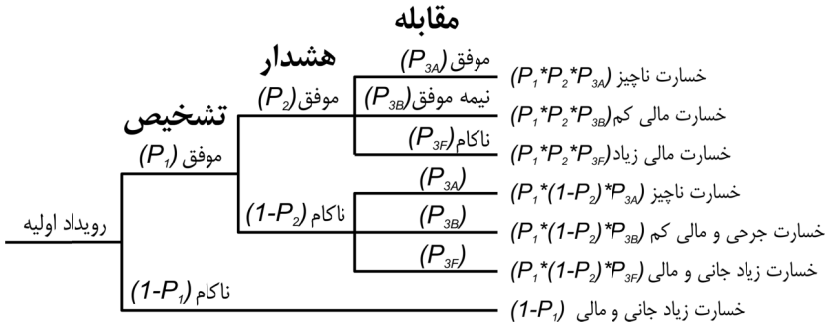 مقابله
هشدار
تشخیص
موفق (P3A)
خسارت ناچیز (P1*P2*P3A)
موفق (P2)
نیمه موفق (P3B)
خسارت مالی کم (P1*P2*P3B)
ناکام (P3F)
خسارت مالی زیاد (P1*P2*P3F)
موفق (P1)
(P3A)
خسارت ناچیز (P1*(1-P2)*P3A)
ناکام (1-P2)
(P3B)
خسارت جرحی و مالی کم (P1*(1-P2)*P3B)
رویداد اولیه
(P3F)
خسارت زیاد جانی و مالی (P1*(1-P2)*P3F)
ناکام (1-P1)
خسارت زیاد جانی و مالی (1-P1)